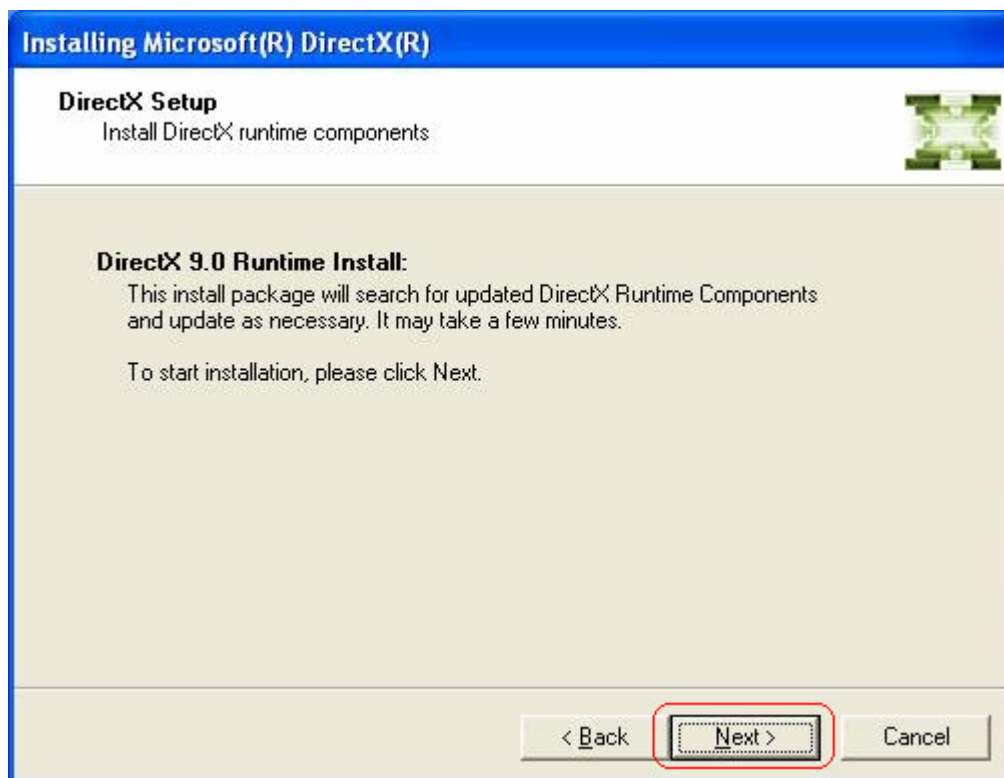 Installing Microsoft(R) DirectX(R)
DirectX Setup
Install DirectX runtime components
DirectX 9.0 Runtime Install:
This install package will search for updated DirectX Runtime Components
and update as necessary. It may take a few minutes.
To start installation, please click Next.
< Back
Next >
Cancel